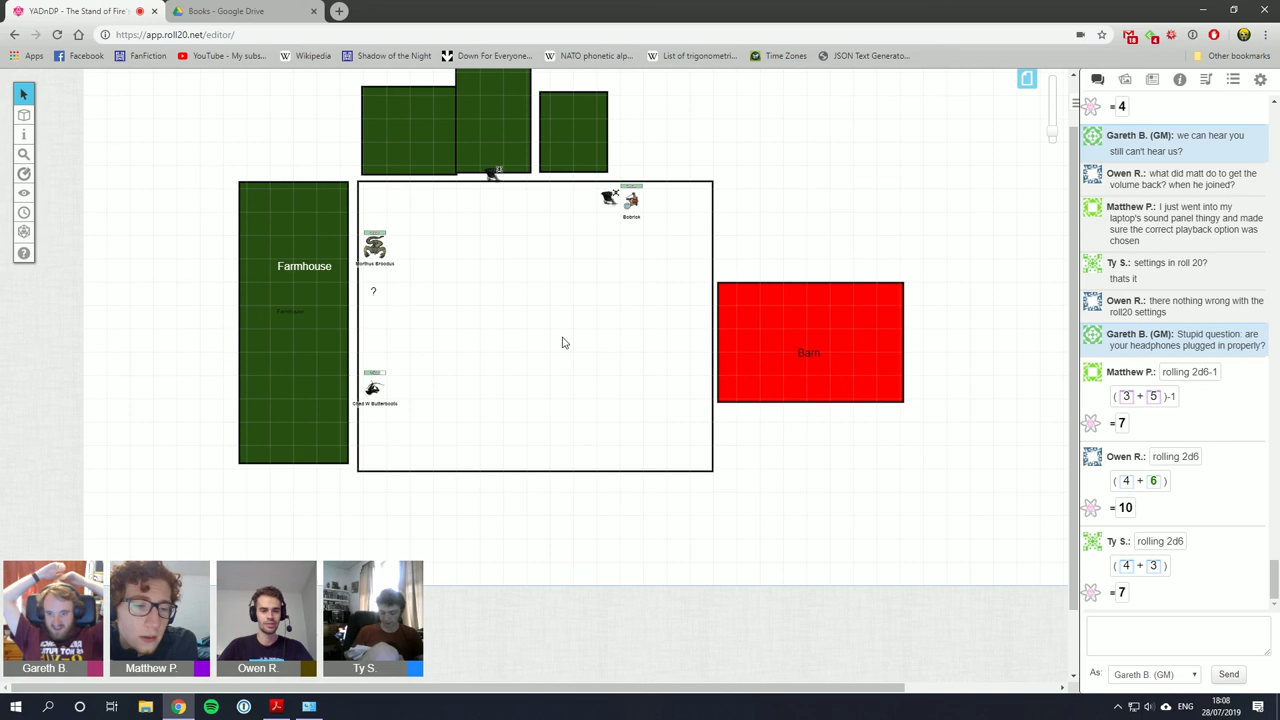 YADnDP - The Year of Fire
Books - Google Drive
https://app.roll20.net/editor/
Apps
Facebook
FanFiction
YouTube - My subs...
Wikipedia
Shadow of the Night
Down For Everyone...
NATO phonetic alp...
List of trigonometri...
Time Zones
JSON Text Generato...
Other bookmarks
= 4
Gareth B. (GM): we can hear you
still can't hear us?
Owen R.: what did matt do to get the
volume back? when he joined?
Matthew P.: I just went into my
laptop's sound panel thingy and made
sure the correct playback option was
chosen
Ty S.: settings in roll 20?
thats it
Owen R.: there nothing wrong with the
roll20 settings
Gareth B. (GM): Stupid question: are
your headphones plugged in properly?
Matthew P.: rolling 2d6-1
( 3 + 5 )-1
= 7
Owen R.: rolling 2d6
( 4 + 6 )
= 10
Ty S.: rolling 2d6
( 4 + 3 )
= 7
As: Gareth B. (GM)
Send
Bobrick
Farmhouse
Farmhouse
Morthus Broodus
?
Chad W Butterboots
Barn
Gareth B.
Matthew P.
Owen R.
Ty S.
ENG
18:08
28/07/2019